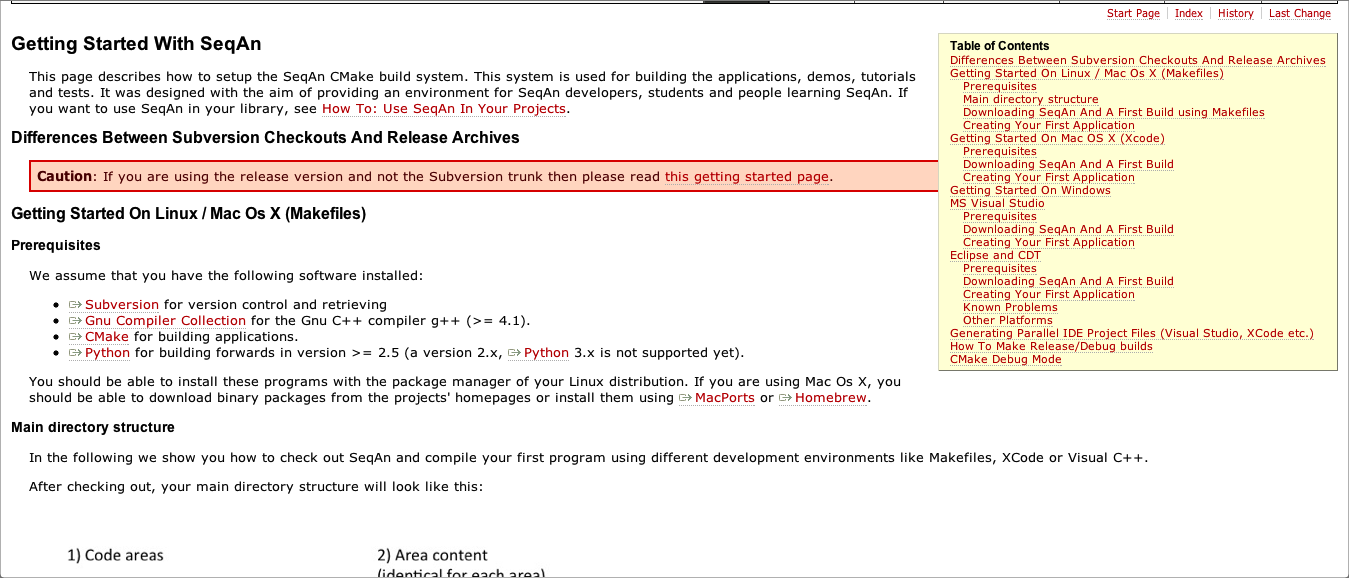 Start Page Index History Last Change
Getting Started With SeqAn
This page describes how to setup the SeqAn CMake build system. This system is used for building the applications, demos, tutorials
and tests. It was designed with the aim of providing an environment for SeqAn developers, students and people learning SeqAn. If
you want to use SeqAn in your library, see How To: Use SeqAn In Your Projects.
Differences Between Subversion Checkouts And Release Archives
Caution: If you are using the release version and not the Subversion trunk then please read this getting started page.
Getting Started On Linux / Mac Os X (Makefiles)
Prerequisites
We assume that you have the following software installed:
Subversion for version control and retrieving
Gnu Compiler Collection for the Gnu C++ compiler g++ (>= 4.1).
CMake for building applications.
Python for building forwards in version >= 2.5 (a version 2.x, Python 3.x is not supported yet).
You should be able to install these programs with the package manager of your Linux distribution. If you are using Mac Os X, you
should be able to download binary packages from the projects' homepages or install them using MacPorts or Homebrew.
Main directory structure
In the following we show you how to check out SeqAn and compile your first program using different development environments like Makefiles, XCode or Visual C++.
After checking out, your main directory structure will look like this:
1) Code areas
2) Area content
(identical for each area)
Table of Contents
Differences Between Subversion Checkouts And Release Archives
Getting Started On Linux / Mac Os X (Makefiles)
Prerequisites
Main directory structure
Downloading SeqAn And A First Build using Makefiles
Creating Your First Application
Getting Started On Mac OS X (Xcode)
Prerequisites
Downloading SeqAn And A First Build
Creating Your First Application
Getting Started On Windows
MS Visual Studio
Prerequisites
Downloading SeqAn And A First Build
Creating Your First Application
Eclipse and CDT
Prerequisites
Downloading SeqAn And A First Build
Creating Your First Application
Known Problems
Other Platforms
Generating Parallel IDE Project Files (Visual Studio, XCode etc.)
How To Make Release/Debug builds
CMake Debug Mode